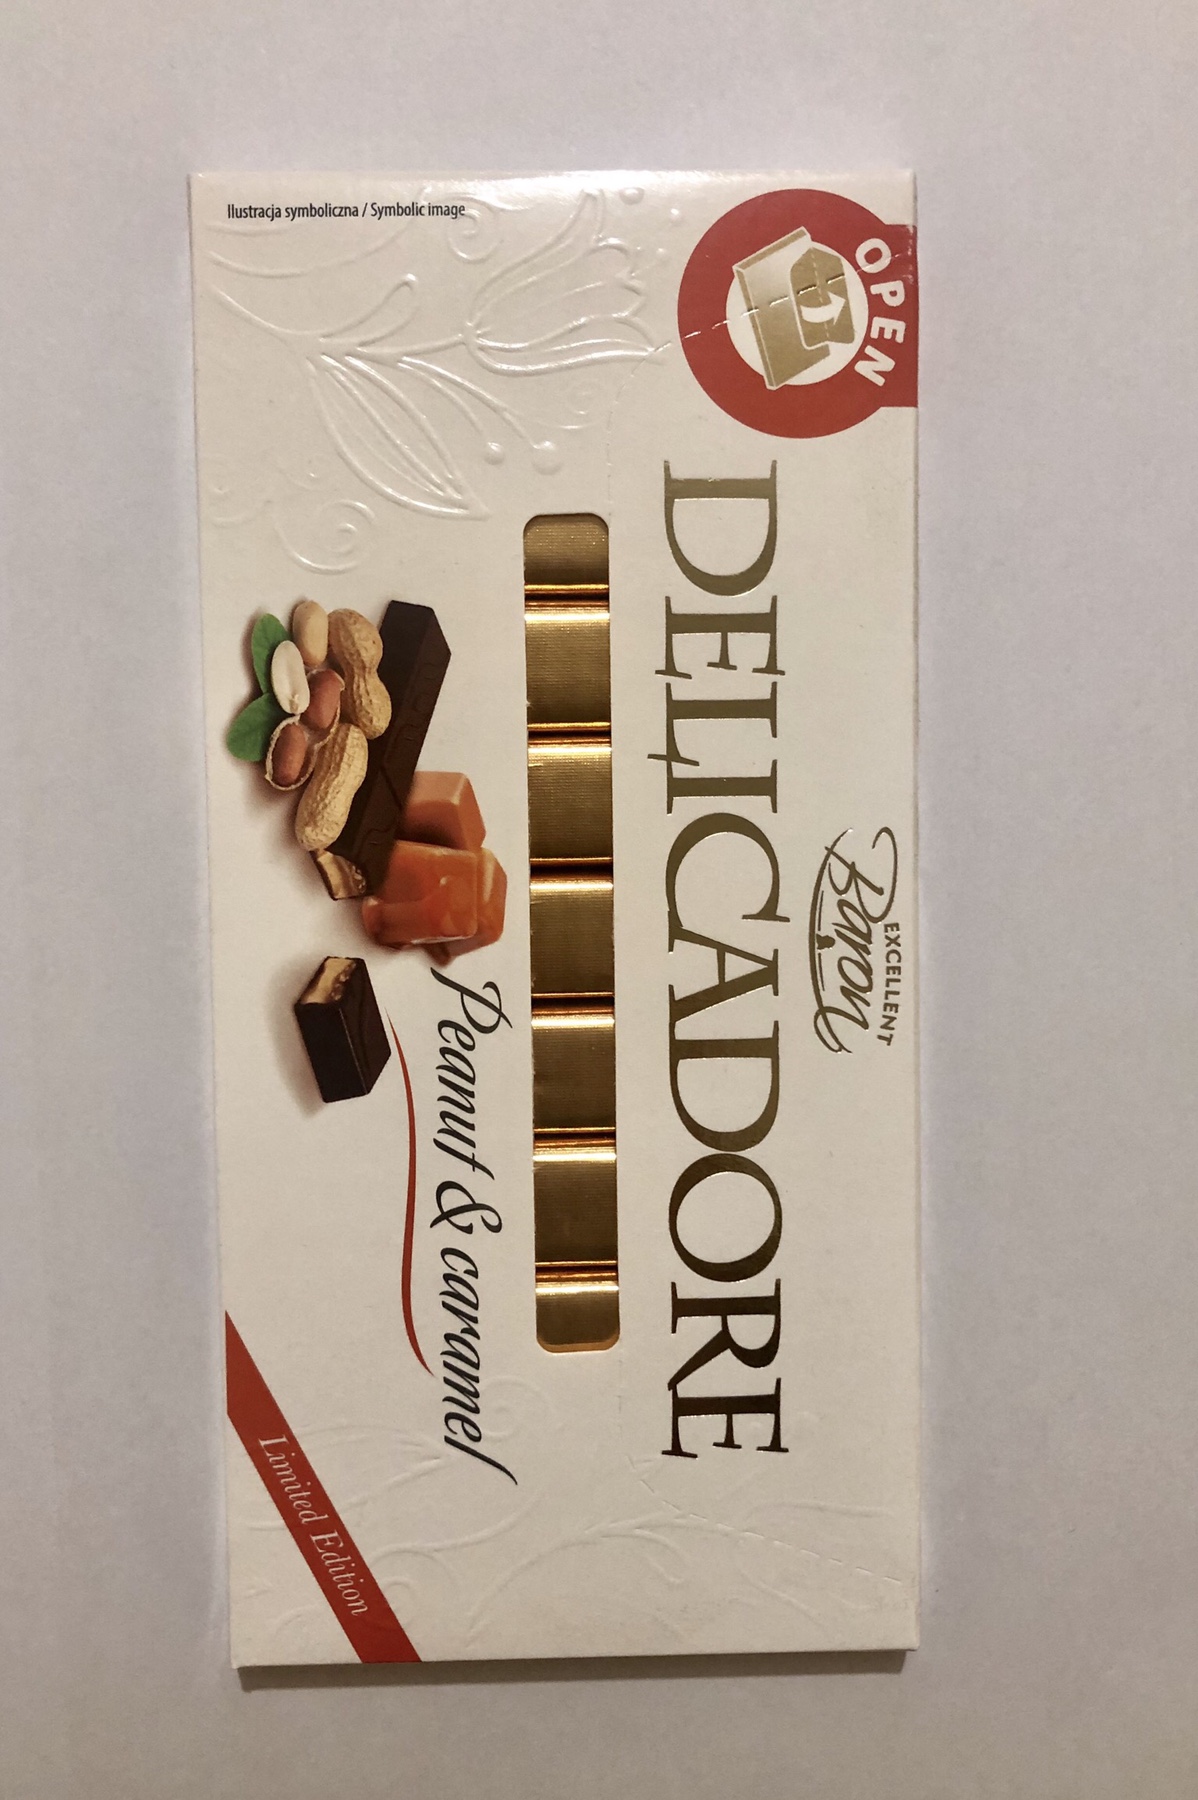 Ilustracja symboliczna / Symbolic image
OPEN
EXCELLENT
Baron
DELICADORE
Peanut & caramel
Limited Edition